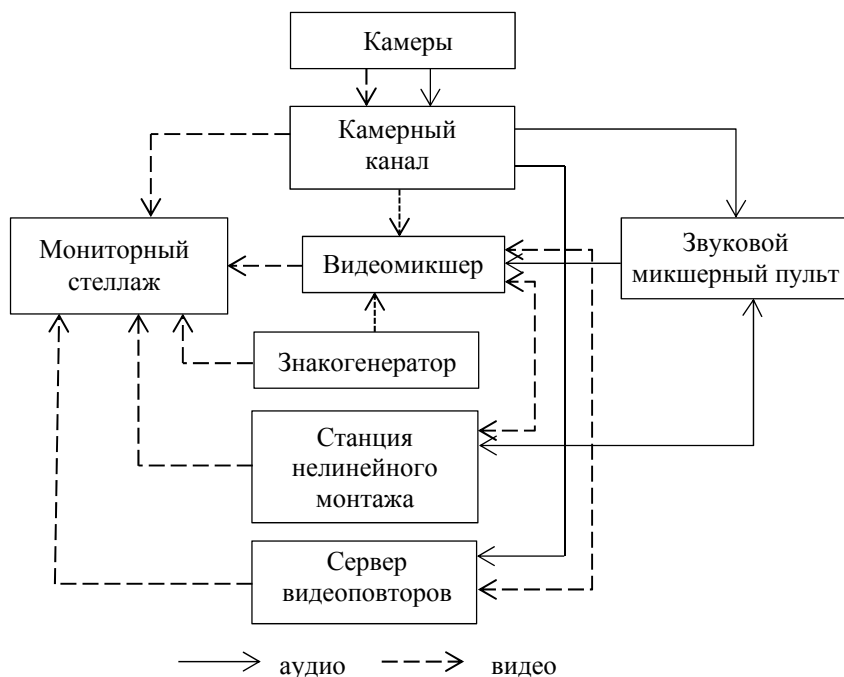 Камеры
Камерный
канал
Мониторный
стеллаж
Видеомикшер
Звуковой
микшерный пульт
Знакогенератор
Станция
нелинейного
монтажа
Сервер
видеоповторов
аудио
видео